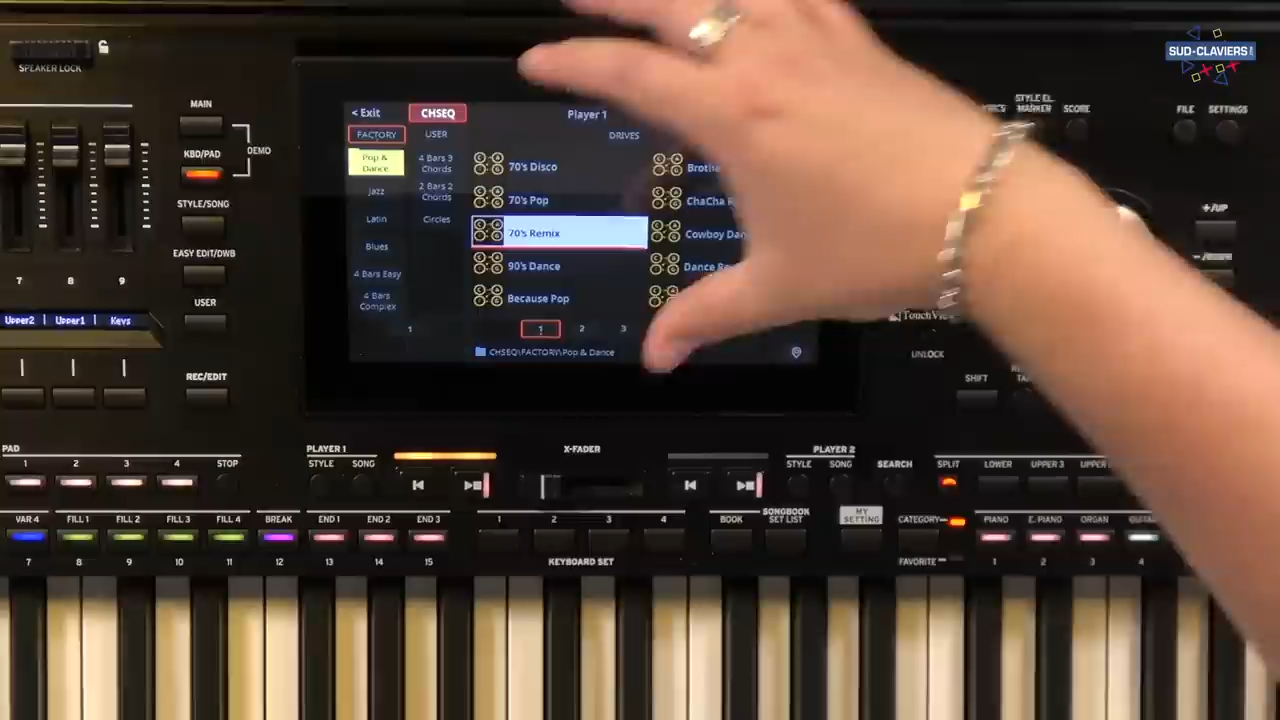 SUD-CLAVIERS
SPEAKER LOCK
MAIN
KBD/PAD
DEMO
STYLE/SONG
EASY EDIT/DWB
USER
REC/EDIT
7 8 9
Upper2 Upper1 Keys
< Exit CHSEQ Player 1
FACTORY USER DRIVES
Pop & Dance
Jazz
Latin
Blues
4 Bars Easy
4 Bars Complex
4 Bars 3 Chords
2 Bars 2 Chords
Circles
70's Disco
70's Pop
70's Remix
90's Dance
Because Pop
ChaCha
1 1 2 3
CHSEQ\FACTORY\Pop & Dance
STYLE EL. MARKER
SCORE
FILE
SETTINGS
+/UP
UNLOCK
SHIFT
PAD
1 2 3 4 STOP
PLAYER 1
STYLE SONG
X-FADER
PLAYER 2
STYLE SONG
SEARCH
SPLIT LOWER UPPER 3
VAR 4 FILL 1 FILL 2 FILL 3 FILL 4 BREAK END 1 END 2 END 3
1 2 3 4
BOOK
SONGBOOK
SET LIST
MY SETTING
CATEGORY
PIANO E. PIANO ORGAN
7 8 9 10 11 12 13 14 15
KEYBOARD SET
FAVORITE
1 2 3 4